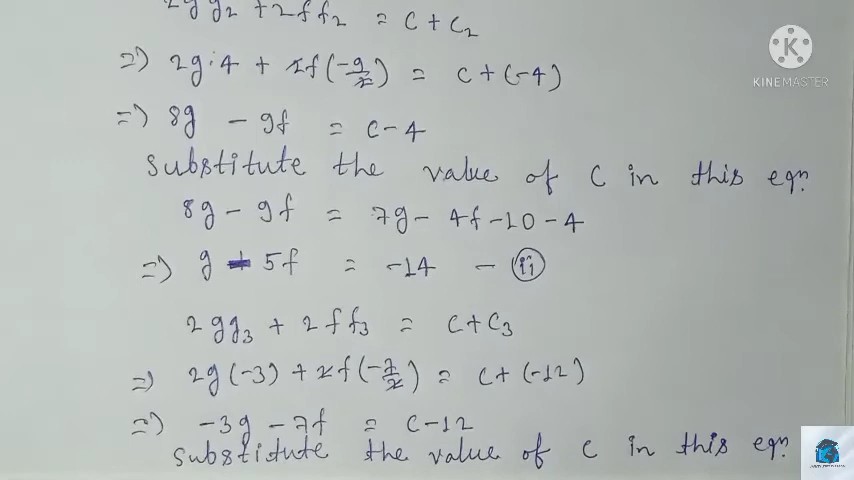 2gg₂ + 2ff₂ = c + c₂
=> 2g·4 + 2f(-9/2) = c + (-4)
=> 8g - 9f = c - 4
Substitute the value of C in this eqn.
8g - 9f = 7g - 4f - 10 - 4
=> g - 5f = -14 - (ii)
2gg₃ + 2ff₃ = c + c₃
=> 2g(-3) + 2f(-7/2) = c + (-12)
=> -3g - 7f = c - 12
Substitute the value of C in this eqn.
KINEMASTER